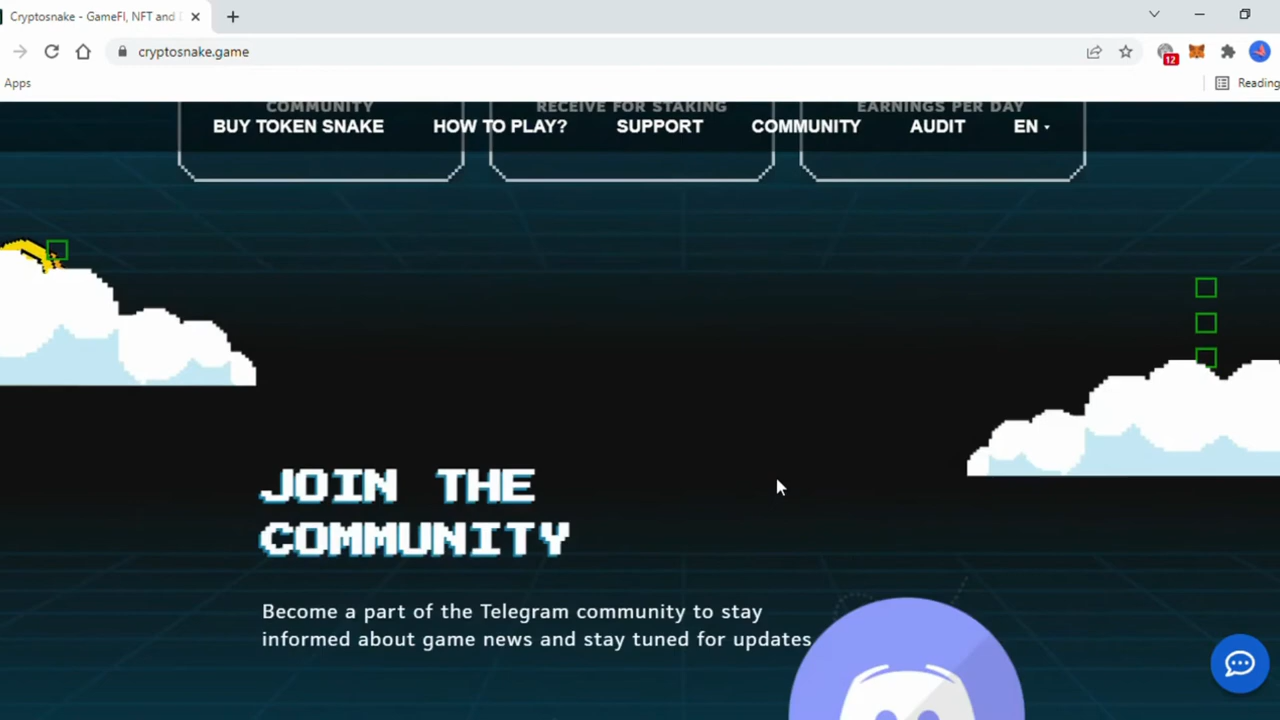 Cryptosnake - GameFi, NFT and
cryptosnake.game
12
Apps
Reading
COMMUNITY
RECEIVE FOR STAKING
EARNINGS PER DAY
BUY TOKEN SNAKE
HOW TO PLAY?
SUPPORT
COMMUNITY
AUDIT
EN
JOIN THE
COMMUNITY
Become a part of the Telegram community to stay
informed about game news and stay tuned for updates